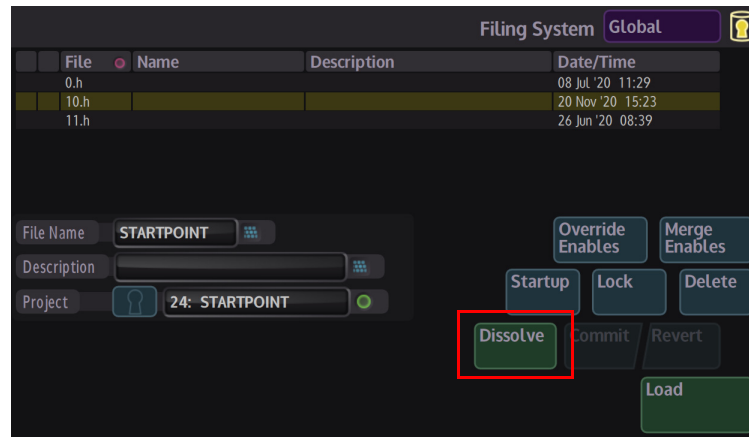 Filing System Global
File Name Description Date/Time
0.h 08 Jul '20 11:29
10.h 20 Nov '20 15:23
11.h 26 Jun '20 08:39
File Name STARTPOINT
Override Enables
Merge Enables
Description
Startup Lock Delete
Project 24: STARTPOINT
Dissolve Commit Revert
Load